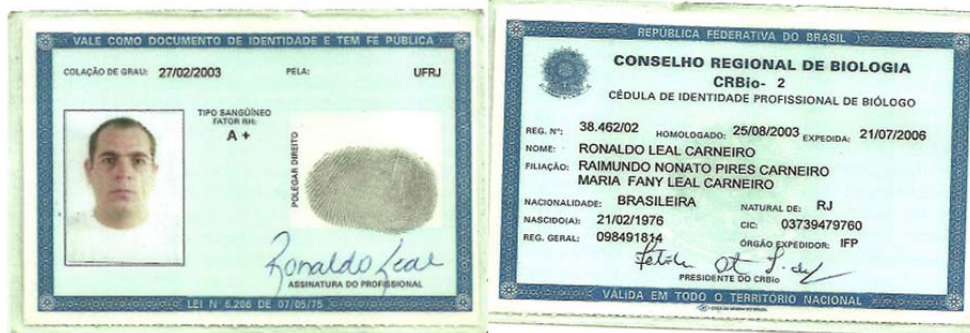 VALE COMO DOCUMENTO DE IDENTIDADE E TEM FÉ PÚBLICA
COLAÇÃO DE GRAU: 27/02/2003 PELA: UFRJ
TIPO SANGÜÍNEO
FATOR RH:
A +
POLEGAR DIREITO
Ronaldo Leal
ASSINATURA DO PROFISSIONAL
LEI N 6.206 DE 07/05/75
REPÚBLICA FEDERATIVA DO BRASIL
CONSELHO REGIONAL DE BIOLOGIA
CRBio- 2
CÉDULA DE IDENTIDADE PROFISSIONAL DE BIÓLOGO
REG. Nº: 38.462/02 HOMOLOGADO: 25/08/2003 EXPEDIDA: 21/07/2006
NOME: RONALDO LEAL CARNEIRO
FILIAÇÃO: RAIMUNDO NONATO PIRES CARNEIRO
MARIA FANY LEAL CARNEIRO
NACIONALIDADE: BRASILEIRA NATURAL DE: RJ
NASCIDO(A): 21/02/1976 CIC: 03739479760
REG. GERAL: 098491814 ÓRGÃO EXPEDIDOR: IFP
PRESIDENTE DO CRBio
VÁLIDA EM TODO O TERRITÓRIO NACIONAL